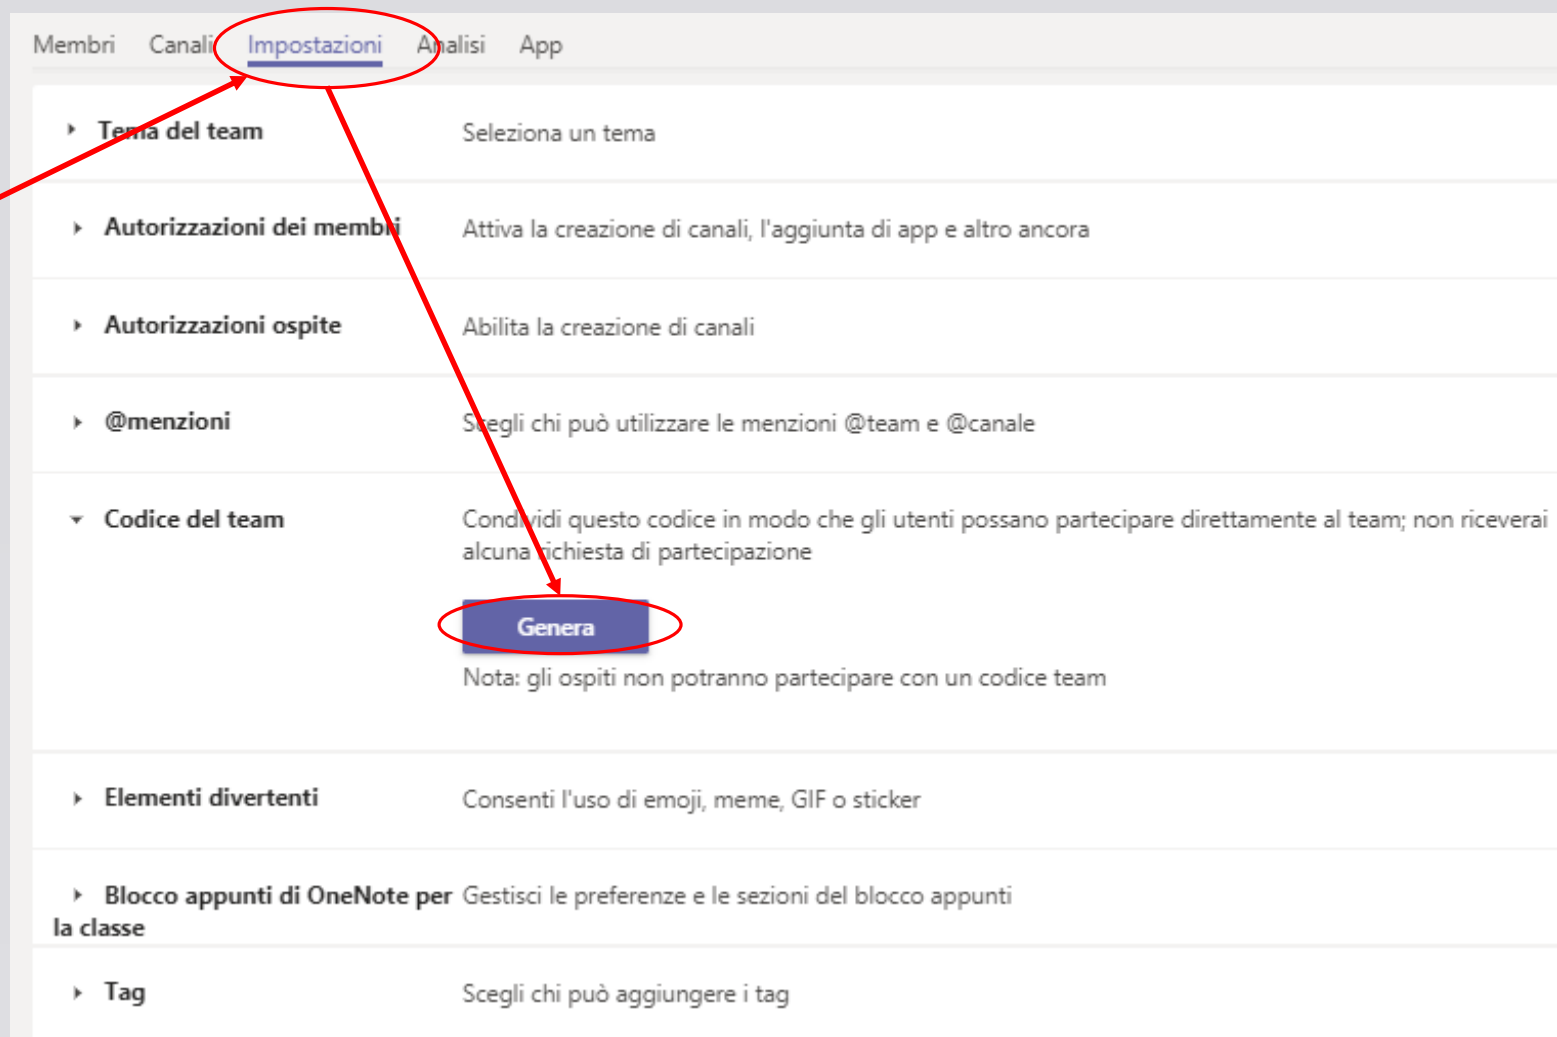 Membri Canali Impostazioni Analisi App
Tema del team Seleziona un tema
Autorizzazioni dei membri Attiva la creazione di canali, l'aggiunta di app e altro ancora
Autorizzazioni ospite Abilita la creazione di canali
@menzioni Scegli chi può utilizzare le menzioni @team e @canale
Codice del team Condividi questo codice in modo che gli utenti possano partecipare direttamente al team; non riceverai
alcuna richiesta di partecipazione
Genera
Nota: gli ospiti non potranno partecipare con un codice team
Elementi divertenti Consenti l'uso di emoji, meme, GIF o sticker
Blocco appunti di OneNote per Gestisci le preferenze e le sezioni del blocco appunti
la classe
Tag Scegli chi può aggiungere i tag